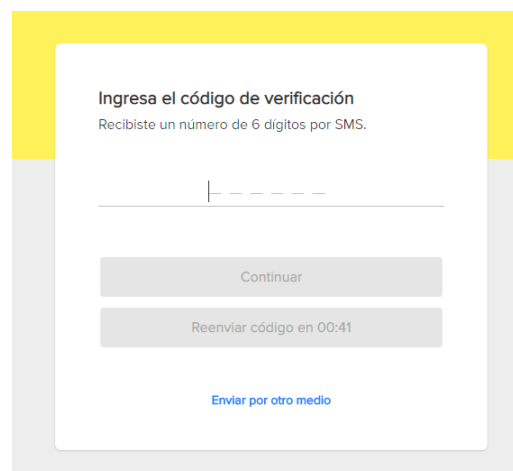 Ingresa el código de verificación
Recibiste un número de 6 dígitos por SMS.
Continuar
Reenviar código en 00:41
Enviar por otro medio